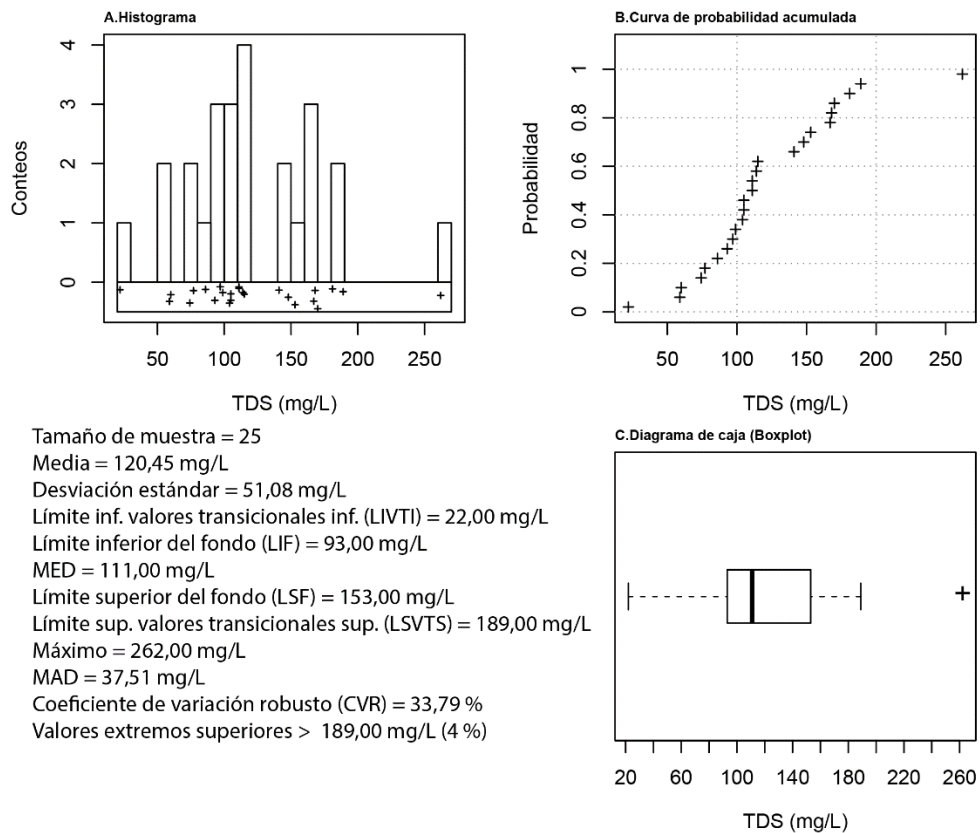 A.Histograma
Conteos
4
3
2
1
0
50 100 150 200 250
TDS (mg/L)
B.Curva de probabilidad acumulada
Probabilidad
1
0.8
0.6
0.4
0.2
0
50 100 150 200 250
TDS (mg/L)
Tamaño de muestra = 25
Media = 120,45 mg/L
Desviación estándar = 51,08 mg/L
Límite inf. valores transicionales inf. (LIVTI) = 22,00 mg/L
Límite inferior del fondo (LIF) = 93,00 mg/L
MED = 111,00 mg/L
Límite superior del fondo (LSF) = 153,00 mg/L
Límite sup. valores transicionales sup. (LSVTS) = 189,00 mg/L
Máximo = 262,00 mg/L
MAD = 37,51 mg/L
Coeficiente de variación robusto (CVR) = 33,79 %
Valores extremos superiores > 189,00 mg/L (4 %)
C.Diagrama de caja (Boxplot)
20 60 100 140 180 220 260
TDS (mg/L)